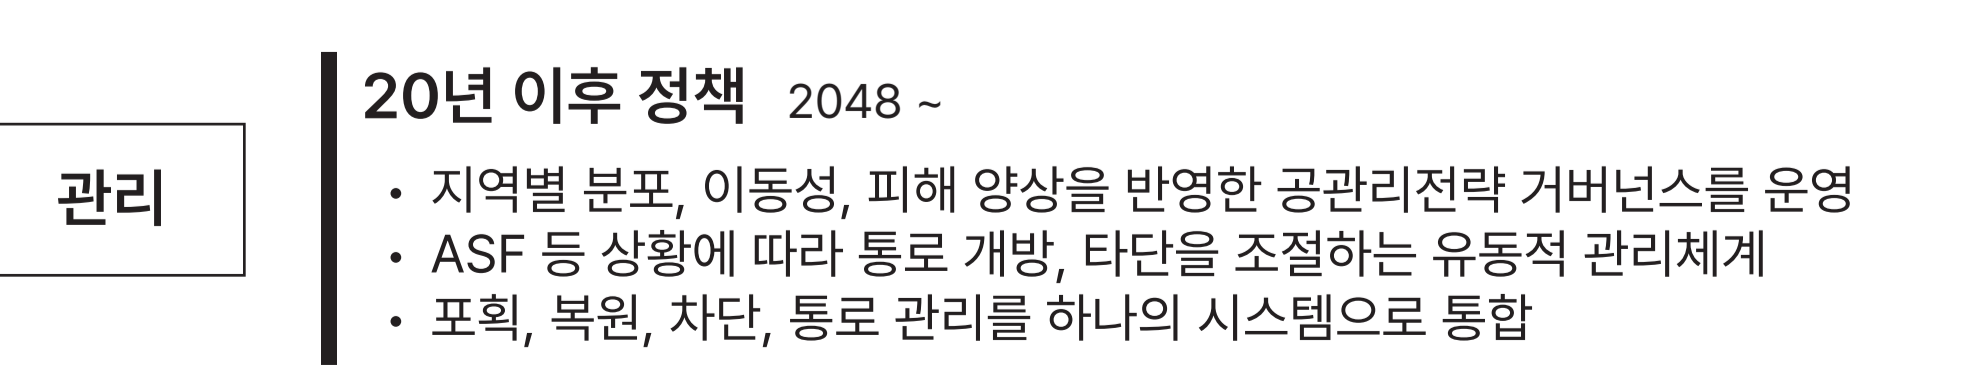 관리
20년 이후 정책 2048 ~
• 지역별 분포, 이동성, 피해 양상을 반영한 공관리전략 거버넌스를 운영
• ASF 등 상황에 따라 통로 개방, 타단을 조절하는 유동적 관리체계
• 포획, 복원, 차단, 통로 관리를 하나의 시스템으로 통합